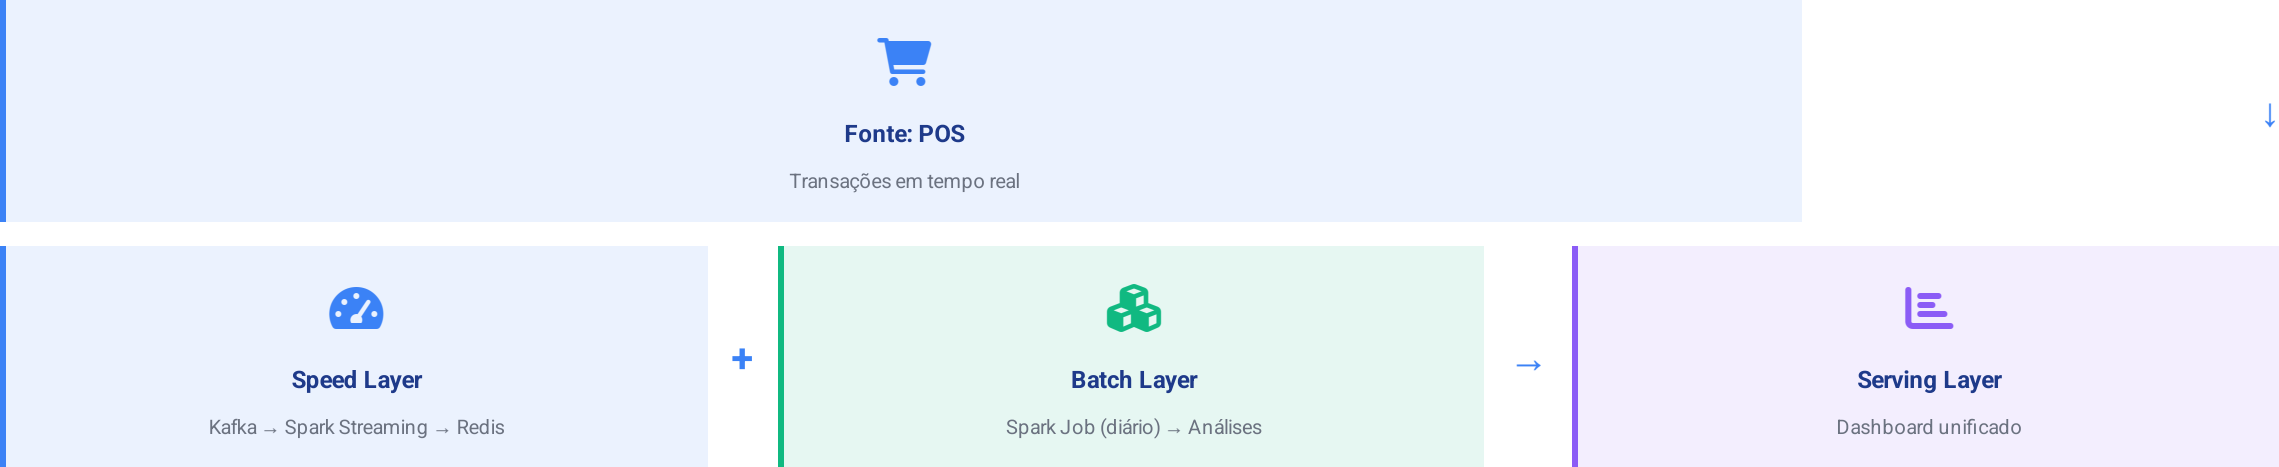 Fonte: POS
Transações em tempo real
↓
Speed Layer
Kafka → Spark Streaming → Redis
+
Batch Layer
Spark Job (diário) → Análises
→
Serving Layer
Dashboard unificado